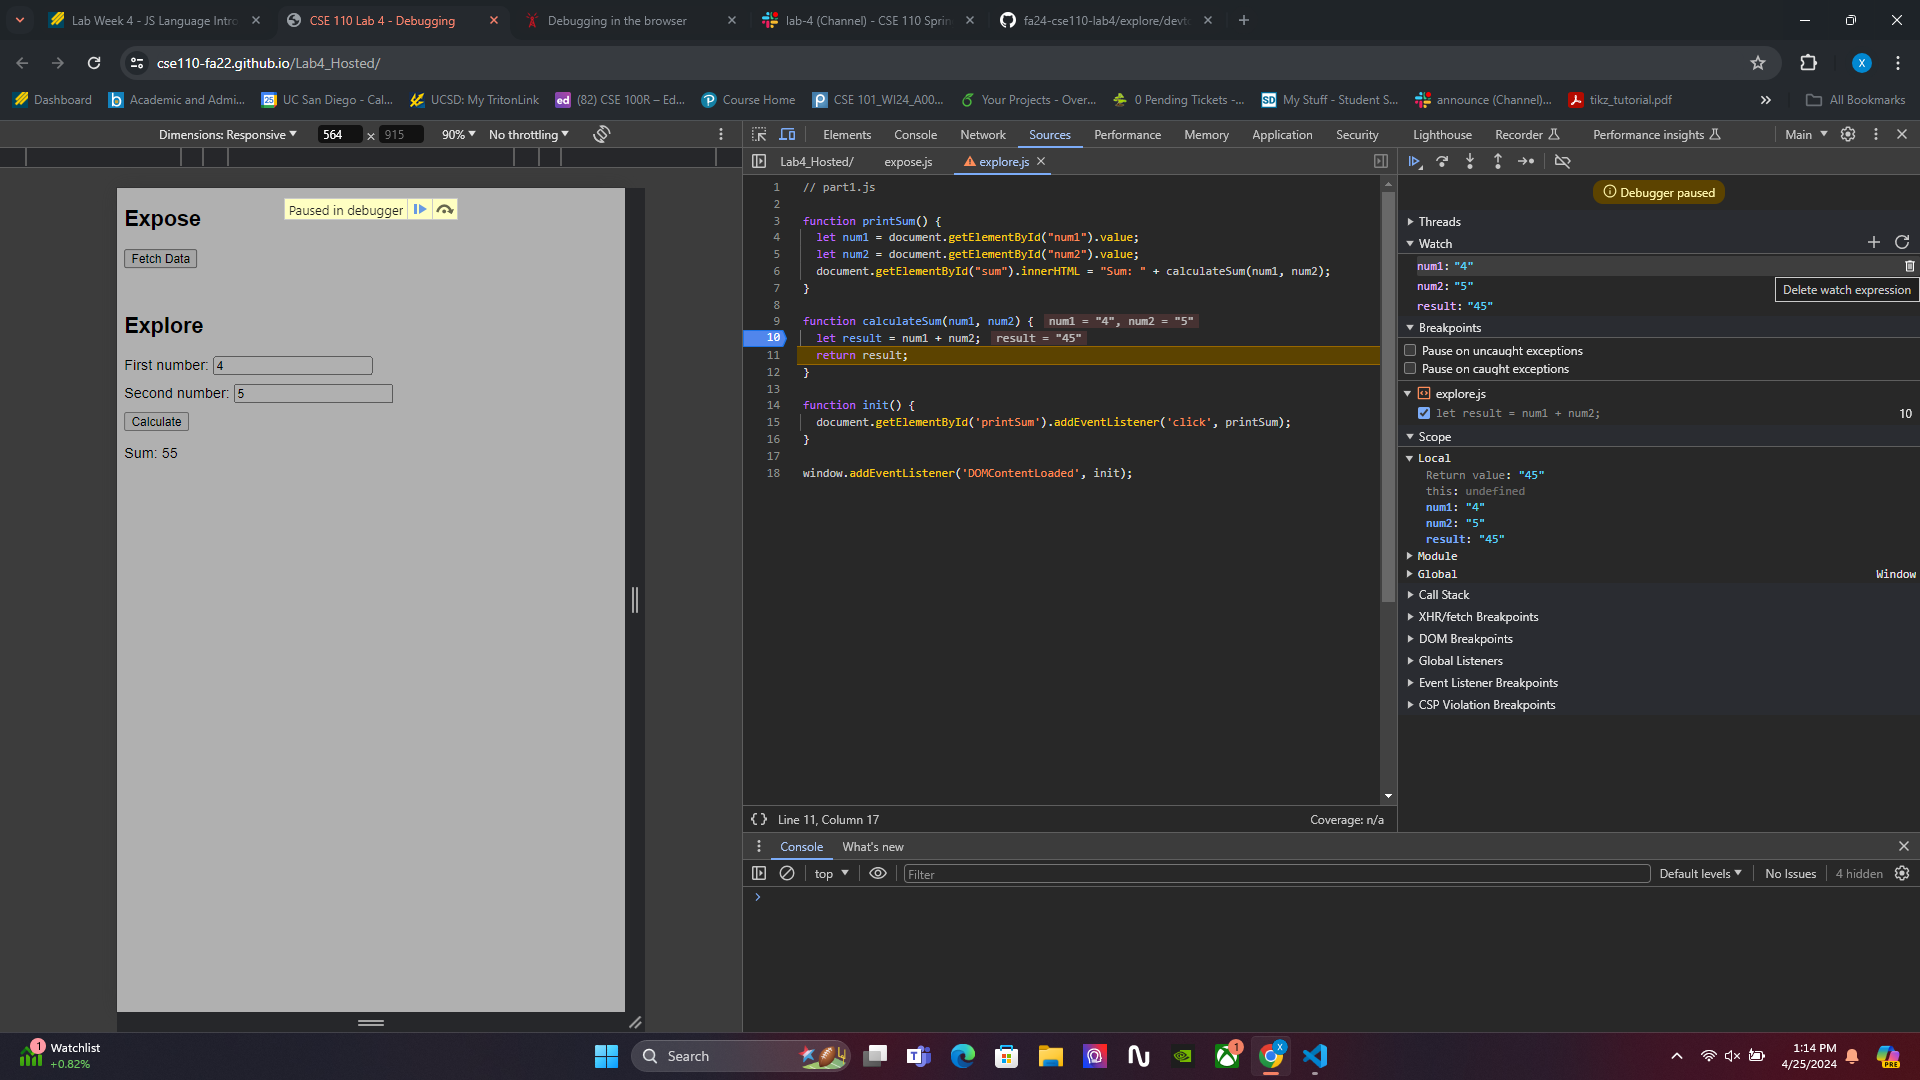 Lab Week 4 - JS Language Intro
CSE 110 Lab 4 - Debugging
Debugging in the browser
lab-4 (Channel) - CSE 110 Sprin
fa24-cse110-lab4/explore/devto
cse110-fa22.github.io/Lab4_Hosted/
X
Dashboard
Academic and Admi...
UC San Diego - Cal...
UCSD: My TritonLink
(82) CSE 100R – Ed...
Course Home
CSE 101_WI24_A00...
Your Projects - Over...
0 Pending Tickets -...
My Stuff - Student S...
announce (Channel)...
tikz_tutorial.pdf
All Bookmarks
Dimensions: Responsive
564 x 915
90%
No throttling
Elements
Console
Network
Sources
Performance
Memory
Application
Security
Lighthouse
Recorder
Performance insights
Main
Expose
Paused in debugger
Fetch Data
Explore
First number: 4
Second number: 5
Calculate
Sum: 55
Lab4_Hosted/
expose.js
explore.js
1 // part1.js
2
3 function printSum() {
4 let num1 = document.getElementById("num1").value;
5 let num2 = document.getElementById("num2").value;
6 document.getElementById("sum").innerHTML = "Sum: " + calculateSum(num1, num2);
7 }
8
9 function calculateSum(num1, num2) { num1 = "4", num2 = "5"
10 let result = num1 + num2; result = "45"
11 return result;
12 }
13
14 function init() {
15 document.getElementById('printSum').addEventListener('click', printSum);
16 }
17
18 window.addEventListener('DOMContentLoaded', init);
{} Line 11, Column 17
Coverage: n/a
Debugger paused
Threads
Watch
num1: "4"
num2: "5"
Delete watch expression
result: "45"
Breakpoints
Pause on uncaught exceptions
Pause on caught exceptions
explore.js
let result = num1 + num2; 10
Scope
Local
Return value: "45"
this: undefined
num1: "4"
num2: "5"
result: "45"
Module
Global Window
Call Stack
XHR/fetch Breakpoints
DOM Breakpoints
Global Listeners
Event Listener Breakpoints
CSP Violation Breakpoints
Console
What's new
top
Filter
Default levels
No Issues
4 hidden
1
Watchlist
+0.82%
Search
1
X
1:14 PM
4/25/2024
PRE